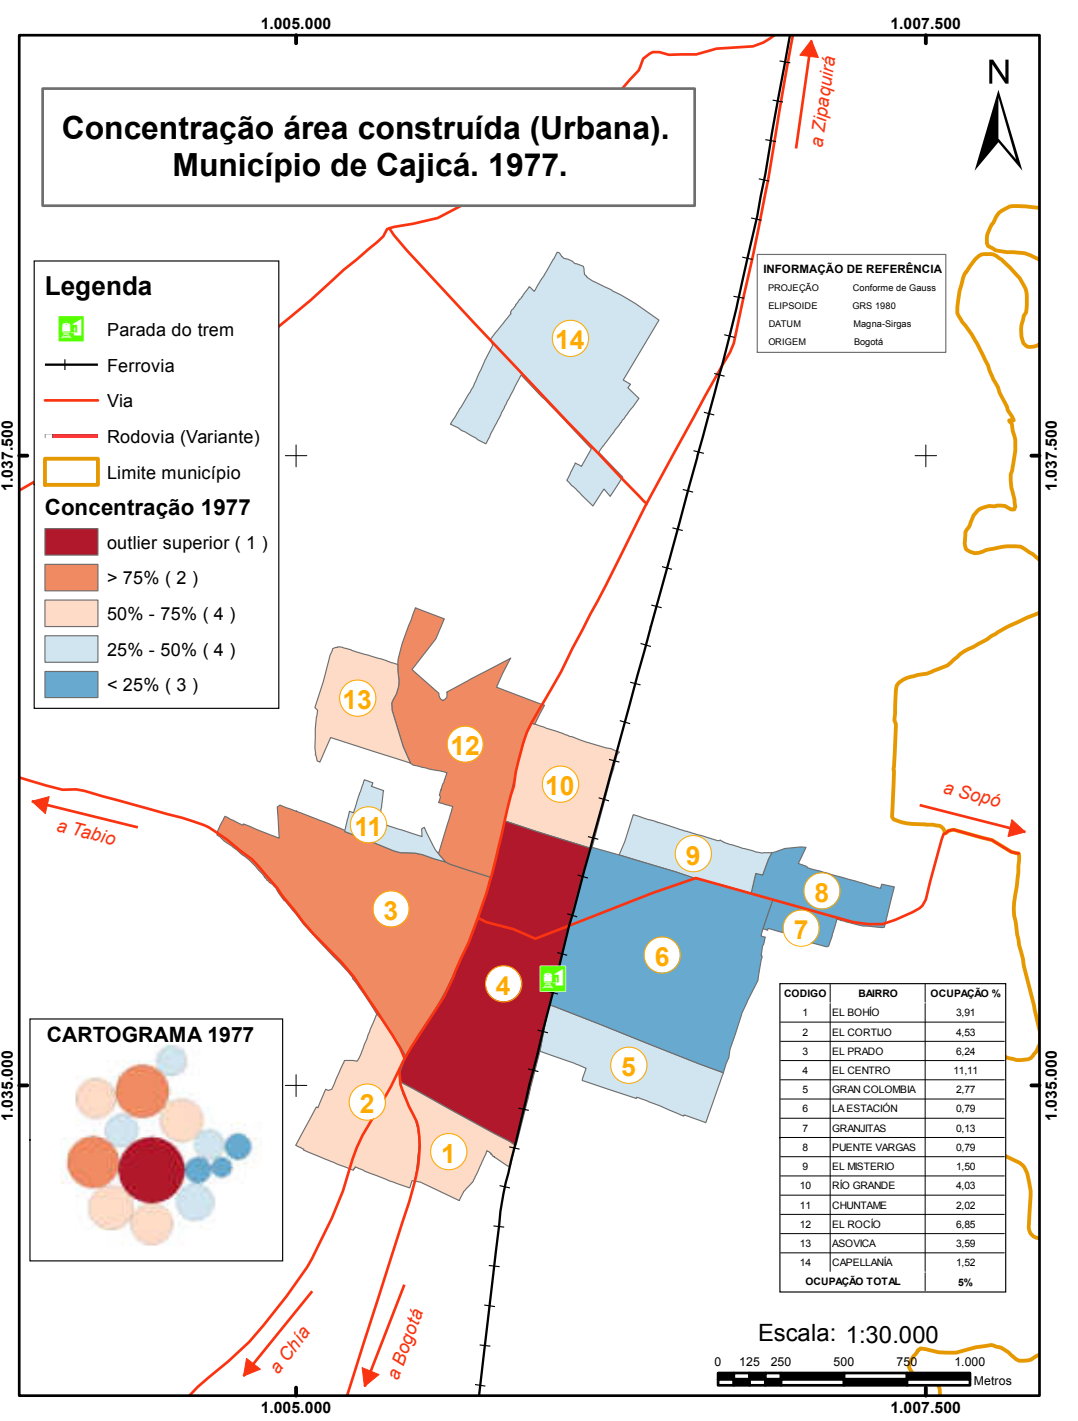 1.005.000
1.007.500
Concentração área construída (Urbana).
Município de Cajicá. 1977.
a Zipaquirá
N
INFORMAÇÃO DE REFERÊNCIA
PROJEÇÃO Conforme de Gauss
ELIPSOIDE GRS 1980
DATUM Magna-Sirgas
ORIGEM Bogotá
Legenda
Parada do trem
Ferrovia
Via
Rodovia (Variante)
Limite município
Concentração 1977
outlier superior ( 1 )
> 75% ( 2 )
50% - 75% ( 4 )
25% - 50% ( 4 )
< 25% ( 3 )
1.037.500
1.037.500
14
13
12
10
11
9
8
7
3
6
4
5
2
1
a Tabio
a Sopó
a Chía
a Bogotá
1.035.000
1.035.000
CARTOGRAMA 1977
CODIGO BAIRRO OCUPAÇÃO %
1 EL BOHÍO 3,91
2 EL CORTIJO 4,53
3 EL PRADO 6,24
4 EL CENTRO 11,11
5 GRAN COLOMBIA 2,77
6 LA ESTACIÓN 0,79
7 GRANJITAS 0,13
8 PUENTE VARGAS 0,79
9 EL MISTERIO 1,50
10 RÍO GRANDE 4,03
11 CHUNTAME 2,02
12 EL ROCÍO 6,85
13 ASOVICA 3,59
14 CAPELLANÍA 1,52
OCUPAÇÃO TOTAL 5%
Escala: 1:30.000
0 125 250 500 750 1.000
Metros
1.005.000
1.007.500